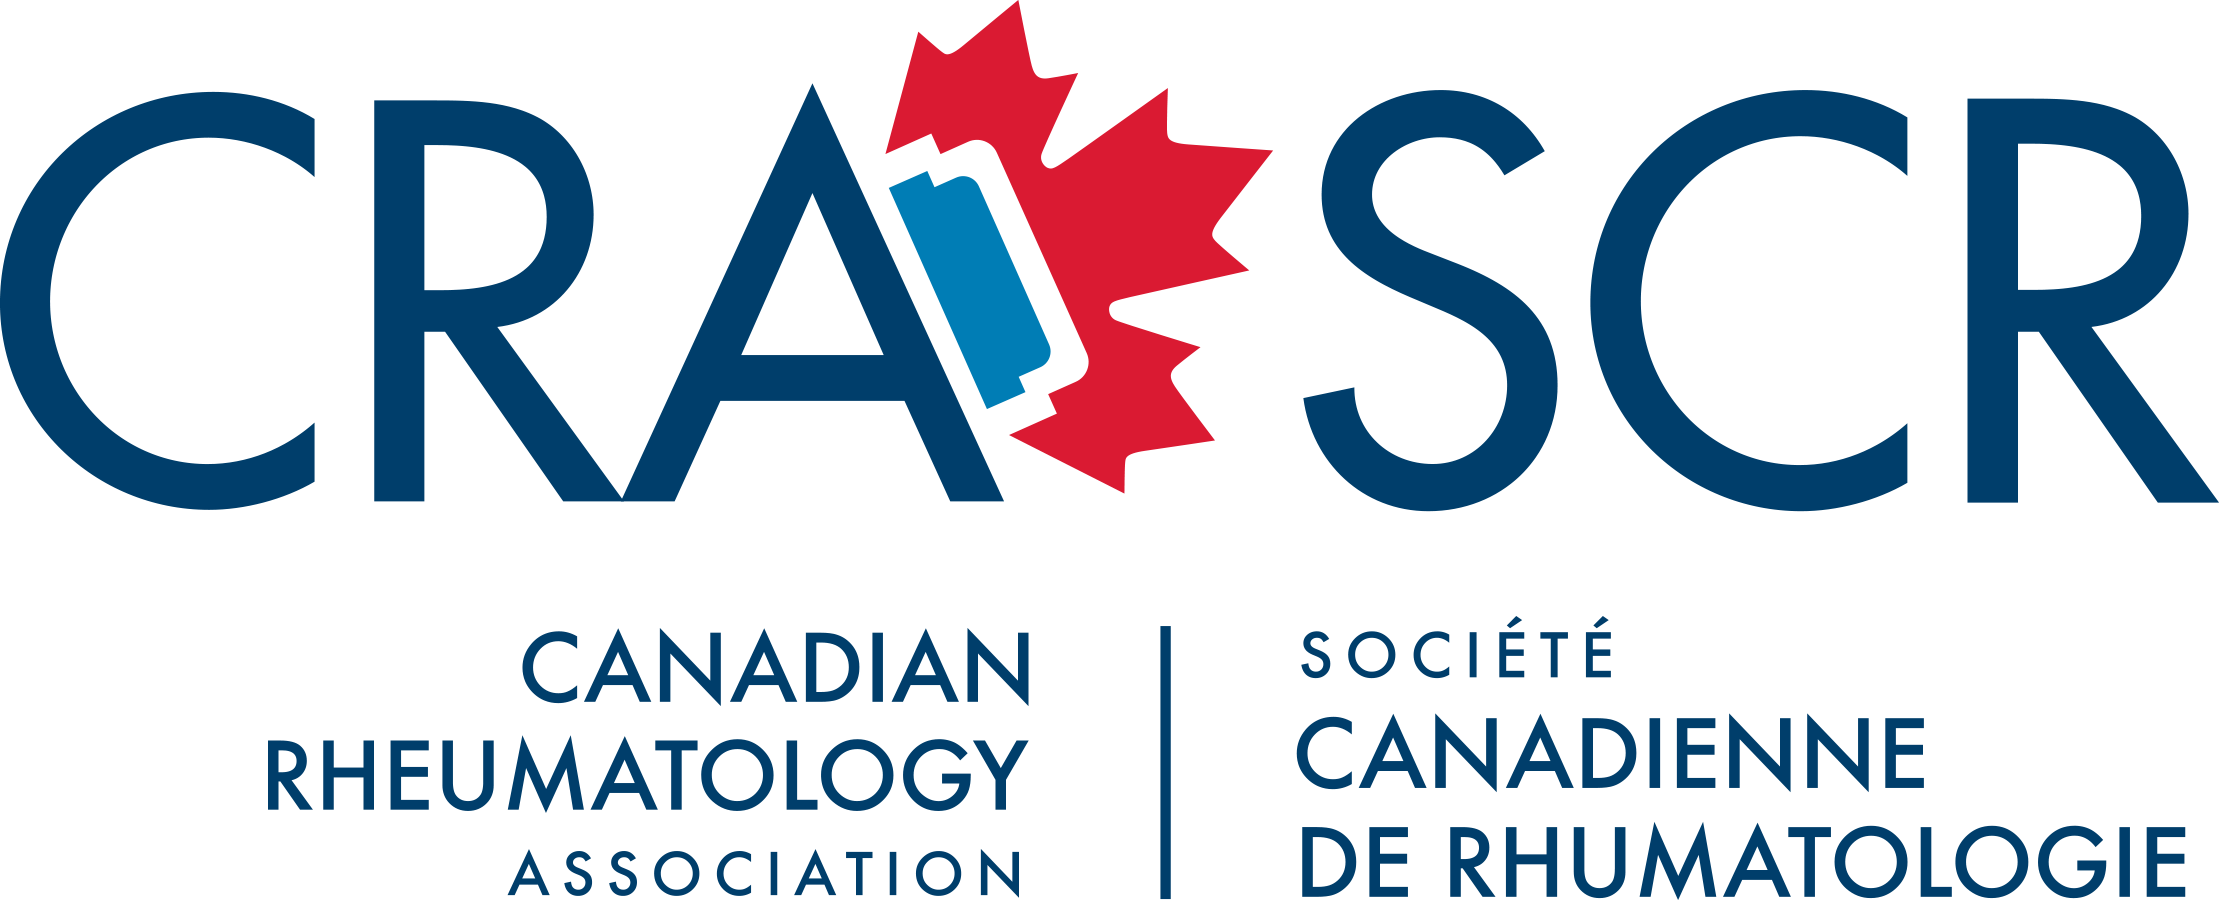 CRA SCR
CANADIAN
RHEUMATOLOGY
ASSOCIATION
SOCIÉTÉ
CANADIENNE
DE RHUMATOLOGIE